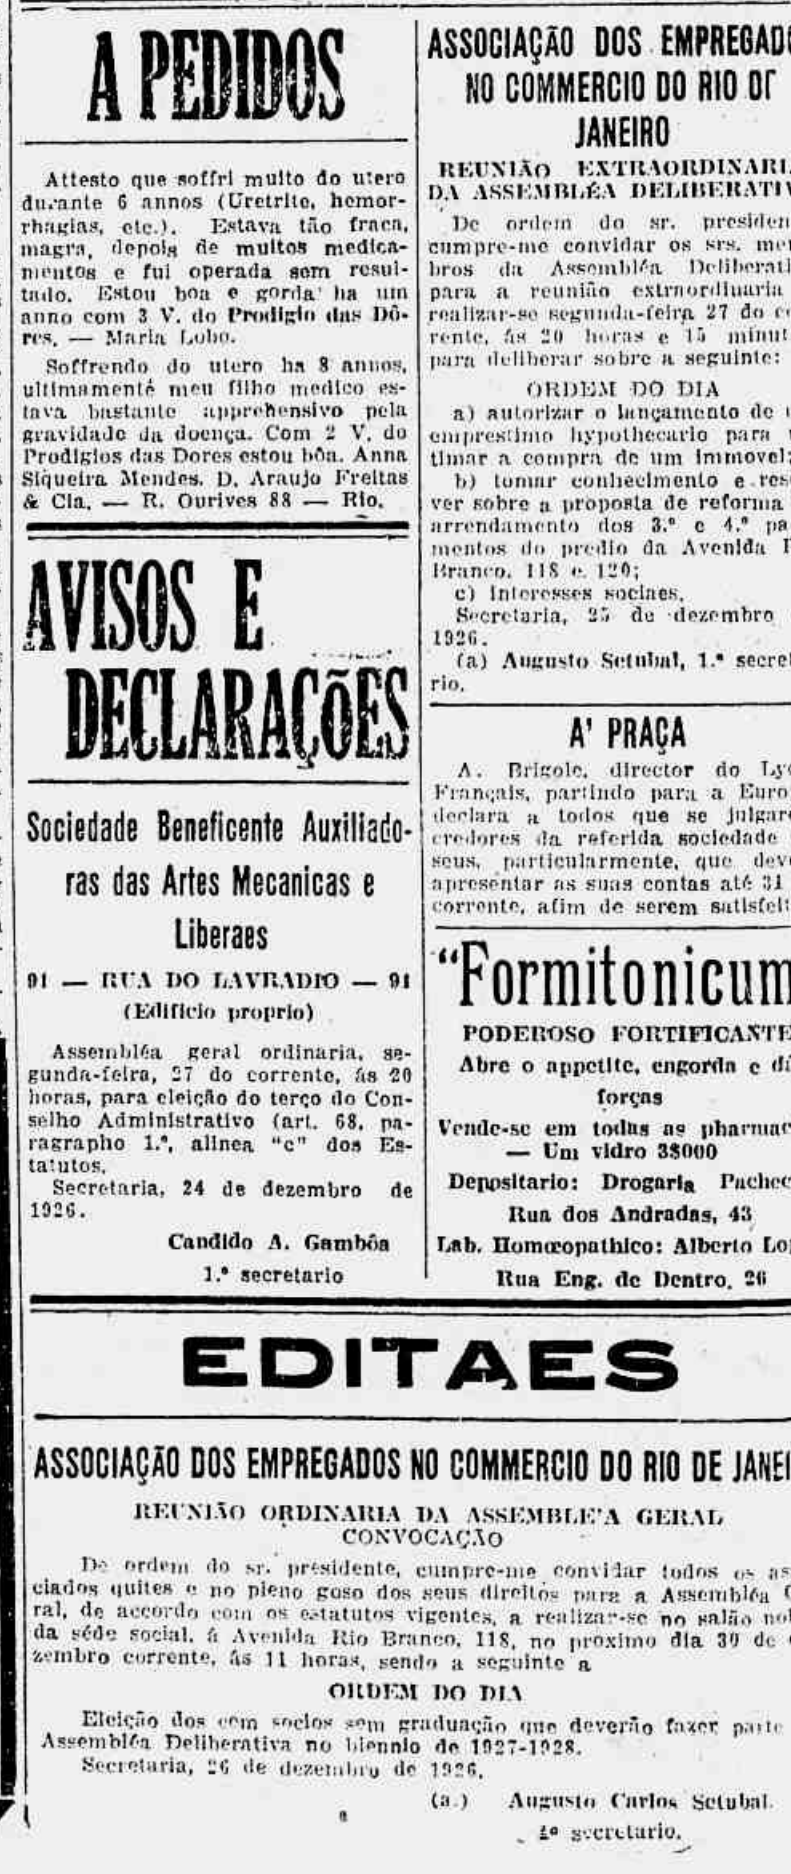 A PEDIDOS
Attesto que soffri muito do utero
durante 6 annos (Uretrite, hemor-
rhagias, etc.). Estava tão fraca,
magra, depois de muitos medica-
mentos e fui operada sem resul-
tado. Estou boa e gorda ha um
anno com 3 V. do Prodigio das Dô-
res. — Maria Lobo.
Soffrendo do utero ha 8 annos,
ultimamente meu filho medico es-
tava bastante apprehensivo pela
gravidade da doença. Com 2 V. do
Prodigios das Dores estou bôa. Anna
Siqueira Mendes. D. Araujo Freitas
& Cia. — R. Ourives 88 — Rio.
AVISOS E
DECLARAÇÕES
Sociedade Beneficente Auxiliado-
ras das Artes Mecanicas e
Liberaes
91 — RUA DO LAVRADIO — 91
(Edificio proprio)
Assembléa geral ordinaria, se-
gunda-feira, 27 do corrente, ás 20
horas, para eleição do terço do Con-
selho Administrativo (art. 68, pa-
ragrapho 1.º, alinea "c" dos Es-
tatutos.
Secretaria, 24 de dezembro de
1926.
Candido A. Gambôa
1.º secretario
ASSOCIAÇÃO DOS EMPREGADO
NO COMMERCIO DO RIO DE
JANEIRO
REUNIÃO EXTRAORDINARI
DA ASSEMBLÉA DELIBERATIV
De ordem do sr. presiden
cumpre-me convidar os srs. mem
bros da Assembléa Deliberati
para a reunião extraordinaria
realizar-se segunda-feira 27 do co
rente, ás 20 horas e 15 minut
para deliberar sobre a seguinte:
ORDEM DO DIA
a) autorizar o lançamento de u
emprestimo hypothecario para
timar a compra de um immovel;
b) tomar conhecimento e reso
ver sobre a proposta de reforma
arrendamento dos 3.º e 4.º pa
mentos do predio da Avenida R
Branco, 118 e 120;
c) Interesses sociaes.
Secretaria, 25 de dezembro
1926.
(a) Augusto Setubal, 1.º secret
rio.
A' PRAÇA
A. Brigole, director do Lyc
Français, partindo para a Euro
declara a todos que se julgare
credores da referida sociedade
seus, particularmente, que deve
apresentar as suas contas até 31
corrente, afim de serem satisfeit
"Formitonicum
PODEROSO FORTIFICANTE
Abre o appetite, engorda e dá
forças
Vende-se em todas as pharmac
— Um vidro 3$000
Depositario: Drogaria Pachec
Rua dos Andradas, 43
Lab. Homœopathico: Alberto Lop
Rua Eng. de Dentro, 26
EDITAES
ASSOCIAÇÃO DOS EMPREGADOS NO COMMERCIO DO RIO DE JANEI
REUNIÃO ORDINARIA DA ASSEMBLE'A GERAL
CONVOCAÇÃO
De ordem do sr. presidente, cumpre-me convidar todos os as
ciados quites e no pleno goso dos seus direitos para a Assembléa G
ral, de accordo com os estatutos vigentes, a realizar-se no salão nob
da séde social, á Avenida Rio Branco, 118, no proximo dia 30 de
zembro corrente, ás 11 horas, sendo a seguinte a
ORDEM DO DIA
Eleição dos cem socios sem graduação que deverão fazer parte
Assembléa Deliberativa no biennio de 1927-1928.
Secretaria, 26 de dezembro de 1926.
(a.) Augusto Carlos Setubal.
1º secretario.